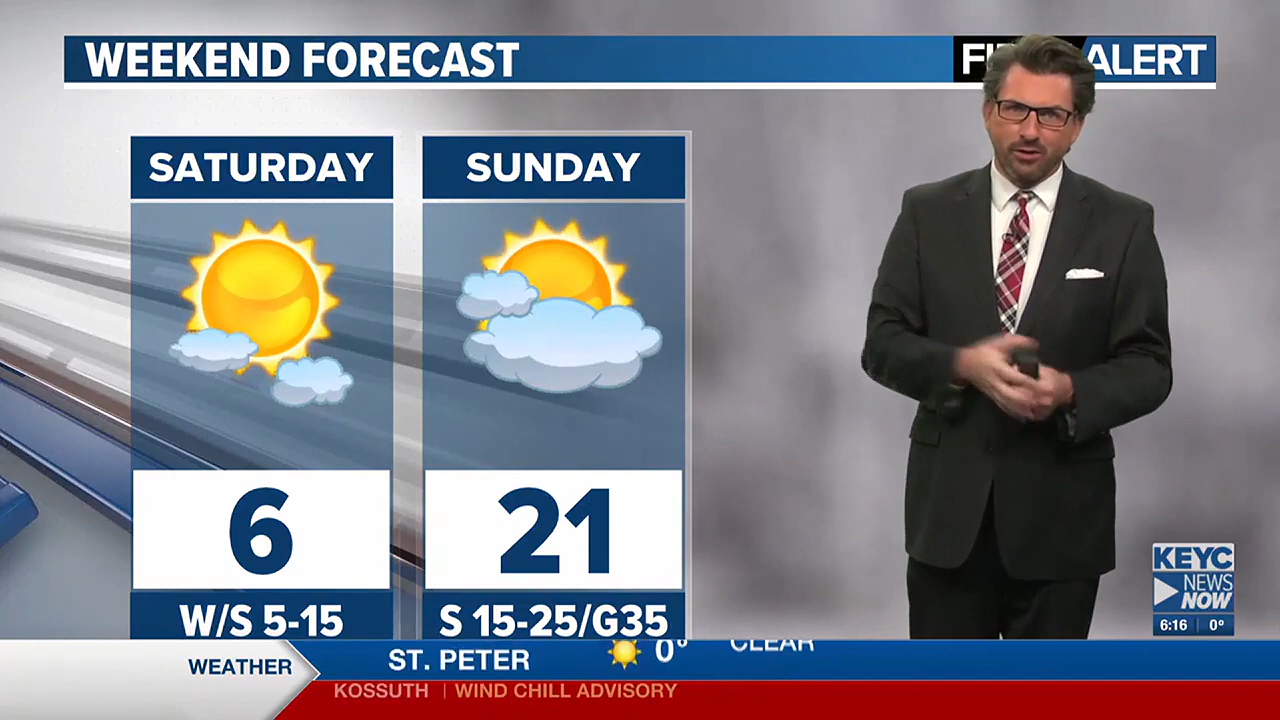 WEEKEND FORECAST
ALERT
SATURDAY
SUNDAY
6
21
W/S 5-15
S 15-25/G35
KEYC
NEWS
NOW
6:16 0°
WEATHER
ST. PETER 0° CLEAR
KOSSUTH | WIND CHILL ADVISORY